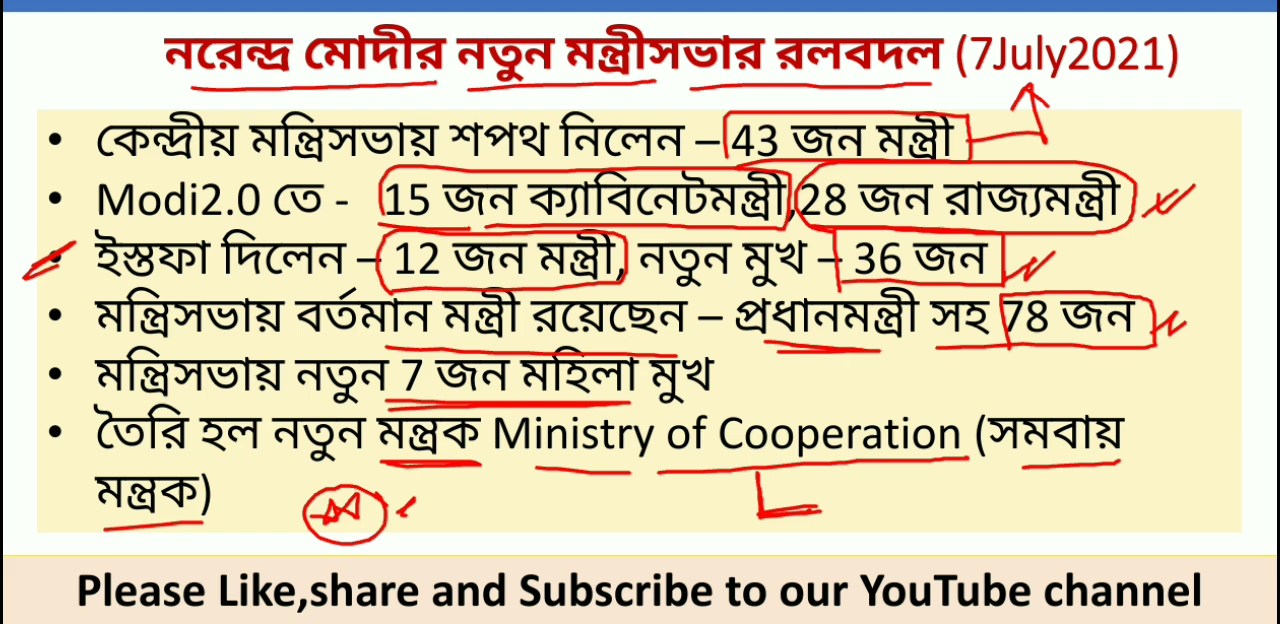 নরেন্দ্র মোদীর নতুন মন্ত্রীসভার রলবদল (7July2021)
• কেন্দ্রীয় মন্ত্রিসভায় শপথ নিলেন – 43 জন মন্ত্রী
• Modi2.0 তে - 15 জন ক্যাবিনেটমন্ত্রী,28 জন রাজ্যমন্ত্রী
• ইস্তফা দিলেন – 12 জন মন্ত্রী, নতুন মুখ – 36 জন
• মন্ত্রিসভায় বর্তমান মন্ত্রী রয়েছেন – প্রধানমন্ত্রী সহ 78 জন
• মন্ত্রিসভায় নতুন 7 জন মহিলা মুখ
• তৈরি হল নতুন মন্ত্রক Ministry of Cooperation (সমবায়
মন্ত্রক)
Please Like,share and Subscribe to our YouTube channel